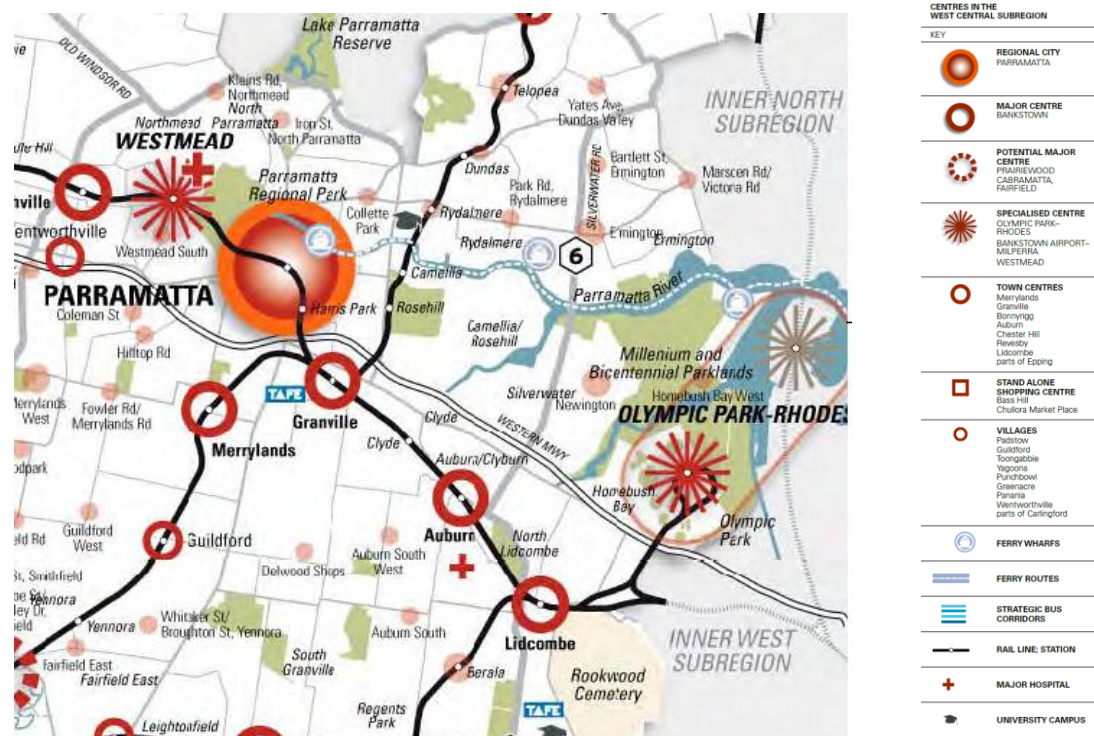 Lake Parramatta
Reserve
OLD WINDSOR RD
Kleins Rd,
Northmead
North
Parramatta
Northmead
Iron St,
North Parramatta
Telopea
Yates Ave,
Dundas Valley
INNER NORTH
SUBREGION
WESTMEAD
Parramatta
Regional Park
Dundas
SILVERWATER RD
Bartlett St,
Ermington
Marsden Rd/
Victoria Rd
Park Rd,
Rydalmere
Collette
Park
Rydalmere
Rydalmere
Ermington
Ermington
6
Westmead South
Camellia
Parramatta River
PARRAMATTA
Coleman St
Harris Park
Rosehill
Camellia/
Rosehill
Hilltop Rd
Millenium and
Bicentennial Parklands
Homebush Bay West
Silverwater
Newington
OLYMPIC PARK-RHODES
TAFE
Granville
Merrylands
West
Fowler Rd/
Merrylands Rd
Merrylands
Clyde
Clyde
WESTERN MWY
Auburn/Clyburn
Homebush
Bay
Auburn
Olympic
Park
Guildford
West
Guildford
North
Lidcombe
Auburn South
West
Delwood Shops
St, Smithfield
Yennora
Yennora
Whitaker St/
Broughton St, Yennora
Auburn South
Lidcombe
INNER WEST
SUBREGION
Fairfield East
Fairfield East
South
Granville
Berala
Rookwood
Cemetery
Regents
Park
TAFE
Leightonfield
CENTRES IN THE
WEST CENTRAL SUBREGION
KEY
REGIONAL CITY
PARRAMATTA
MAJOR CENTRE
BANKSTOWN
POTENTIAL MAJOR
CENTRE
PRAIRIEWOOD
CABRAMATTA,
FAIRFIELD
SPECIALISED CENTRE
OLYMPIC PARK–
RHODES
BANKSTOWN AIRPORT–
MILPERRA
WESTMEAD
TOWN CENTRES
Merrylands
Granville
Bonnyrigg
Auburn
Chester Hill
Revesby
Lidcombe
parts of Epping
STAND ALONE
SHOPPING CENTRE
Bass Hill
Chullora Market Place
VILLAGES
Padstow
Guildford
Toongabbie
Yagoona
Punchbowl
Greenacre
Panania
Wentworthville
parts of Carlingford
FERRY WHARFS
FERRY ROUTES
STRATEGIC BUS
CORRIDORS
RAIL LINE; STATION
MAJOR HOSPITAL
UNIVERSITY CAMPUS